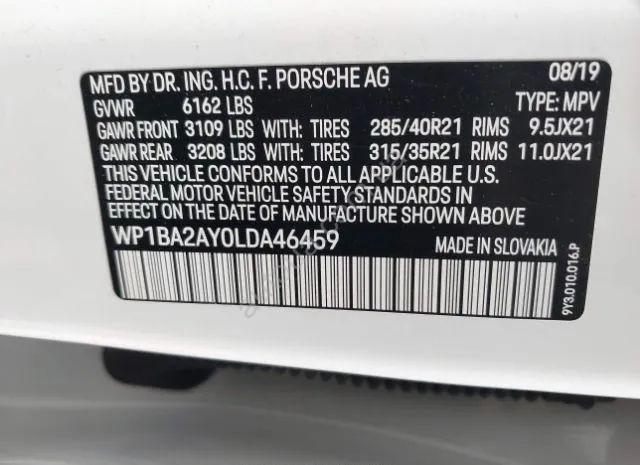 MFD BY DR. ING. H.C. F. PORSCHE AG 08/19
GVWR 6162 LBS TYPE: MPV
GAWR FRONT 3109 LBS WITH: TIRES 285/40R21 RIMS 9.5JX21
GAWR REAR 3208 LBS WITH: TIRES 315/35R21 RIMS 11.0JX21
THIS VEHICLE CONFORMS TO ALL APPLICABLE U.S.
FEDERAL MOTOR VEHICLE SAFETY STANDARDS IN
EFFECT ON THE DATE OF MANUFACTURE SHOWN ABOVE.
WP1BA2AY0LDA46459 MADE IN SLOVAKIA
9Y3.010.016.P